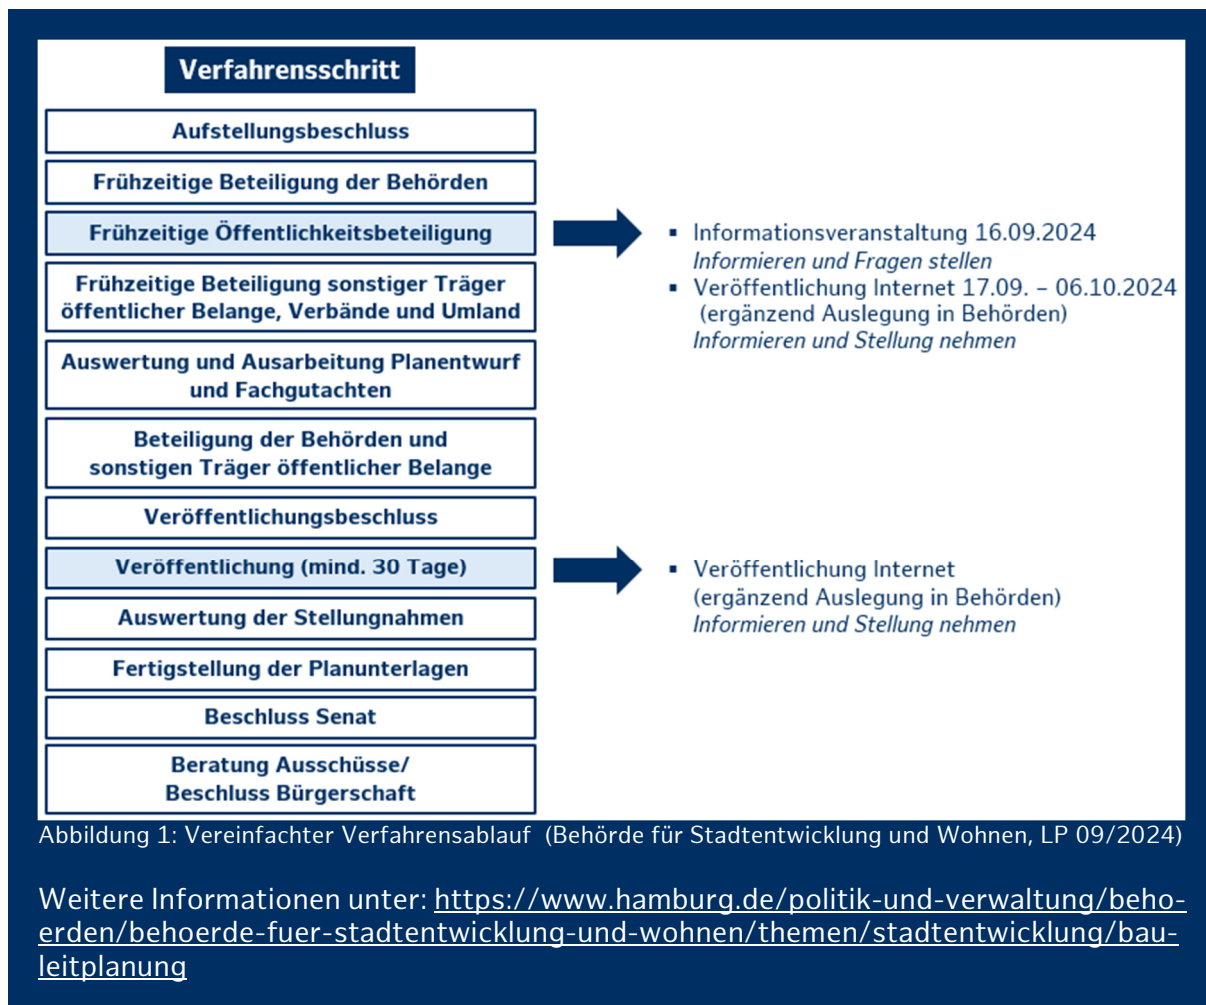 Verfahrensschritt
Aufstellungsbeschluss
Frühzeitige Beteiligung der Behörden
Frühzeitige Öffentlichkeitsbeteiligung
▪ Informationsveranstaltung 16.09.2024
Informieren und Fragen stellen
▪ Veröffentlichung Internet 17.09. – 06.10.2024
(ergänzend Auslegung in Behörden)
Informieren und Stellung nehmen
Frühzeitige Beteiligung sonstiger Träger
öffentlicher Belange, Verbände und Umland
Auswertung und Ausarbeitung Planentwurf
und Fachgutachten
Beteiligung der Behörden und
sonstigen Träger öffentlicher Belange
Veröffentlichungsbeschluss
Veröffentlichung (mind. 30 Tage)
▪ Veröffentlichung Internet
(ergänzend Auslegung in Behörden)
Informieren und Stellung nehmen
Auswertung der Stellungnahmen
Fertigstellung der Planunterlagen
Beschluss Senat
Beratung Ausschüsse/
Beschluss Bürgerschaft
Abbildung 1: Vereinfachter Verfahrensablauf (Behörde für Stadtentwicklung und Wohnen, LP 09/2024)
Weitere Informationen unter: https://www.hamburg.de/politik-und-verwaltung/beho-
erden/behoerde-fuer-stadtentwicklung-und-wohnen/themen/stadtentwicklung/bau-
leitplanung